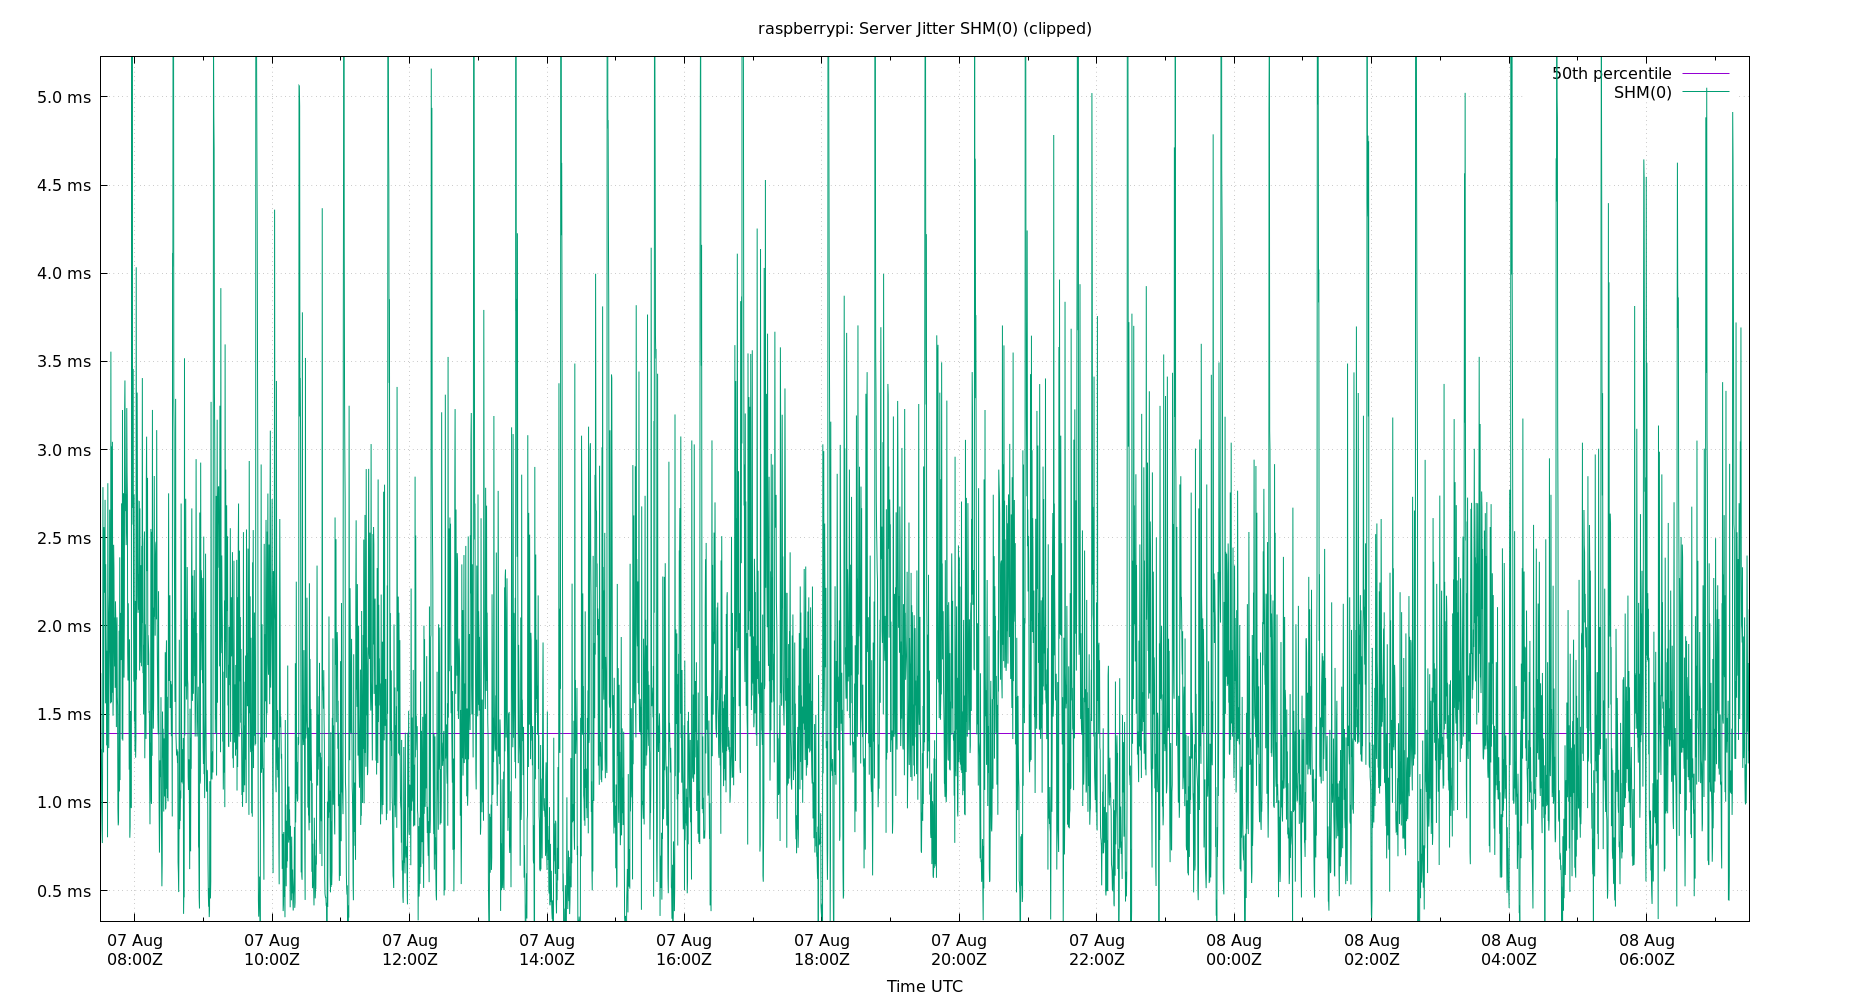 raspberrypi: Server Jitter SHM(0) (clipped)
50th percentile
SHM(0)
5.0 ms
4.5 ms
4.0 ms
3.5 ms
3.0 ms
2.5 ms
2.0 ms
1.5 ms
1.0 ms
0.5 ms
07 Aug 07 Aug 07 Aug 07 Aug 07 Aug 07 Aug 07 Aug 07 Aug 08 Aug 08 Aug 08 Aug 08 Aug
08:00Z 10:00Z 12:00Z 14:00Z 16:00Z 18:00Z 20:00Z 22:00Z 00:00Z 02:00Z 04:00Z 06:00Z
Time UTC